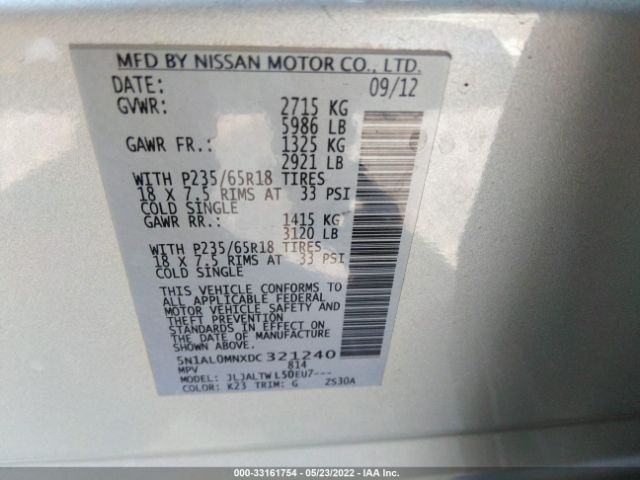 MFD BY NISSAN MOTOR CO., LTD.
DATE: 09/12
GVWR: 2715 KG
5986 LB
GAWR FR.: 1325 KG
2921 LB
WITH P235/65R18 TIRES
18 X 7.5 RIMS AT 33 PSI
COLD SINGLE
GAWR RR.: 1415 KG
3120 LB
WITH P235/65R18 TIRES
18 X 7.5 RIMS AT 33 PSI
COLD SINGLE
THIS VEHICLE CONFORMS TO
ALL APPLICABLE FEDERAL
MOTOR VEHICLE SAFETY AND
THEFT PREVENTION
STANDARDS IN EFFECT ON
THE DATE OF MANUFACTURE
SHOWN ABOVE.
5N1AL0MNXDC 321240
MPV 814
MODEL: JLJALTW L50EU7---
COLOR: K23 TRIM: G ZS30A
000-33161754 - 05/23/2022 - IAA Inc.